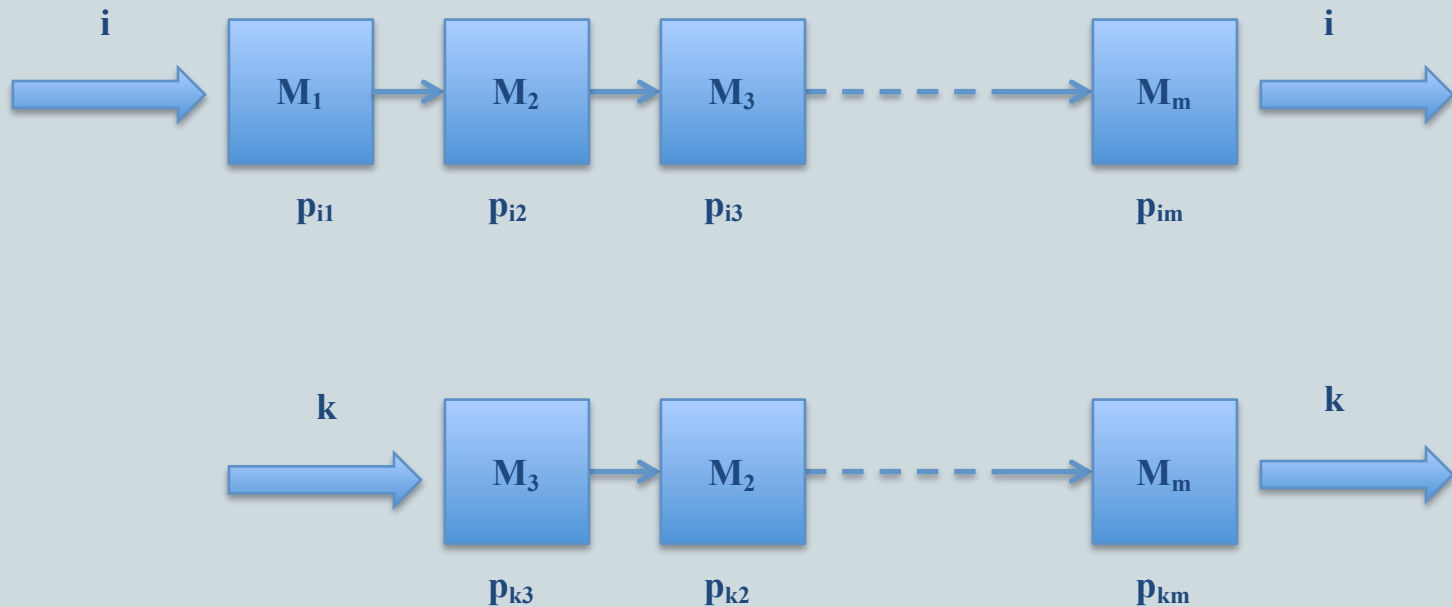 i i
M₁ M₂ M₃ Mₘ
pᵢ₁ pᵢ₂ pᵢ₃ pᵢₘ
k k
M₃ M₂ Mₘ
pₖ₃ pₖ₂ pₖₘ